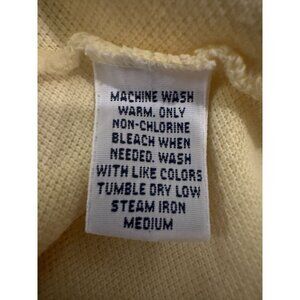 MACHINE WASH
WARM. ONLY
NON-CHLORINE
BLEACH WHEN
NEEDED. WASH
WITH LIKE COLORS
TUMBLE DRY LOW
STEAM IRON
MEDIUM